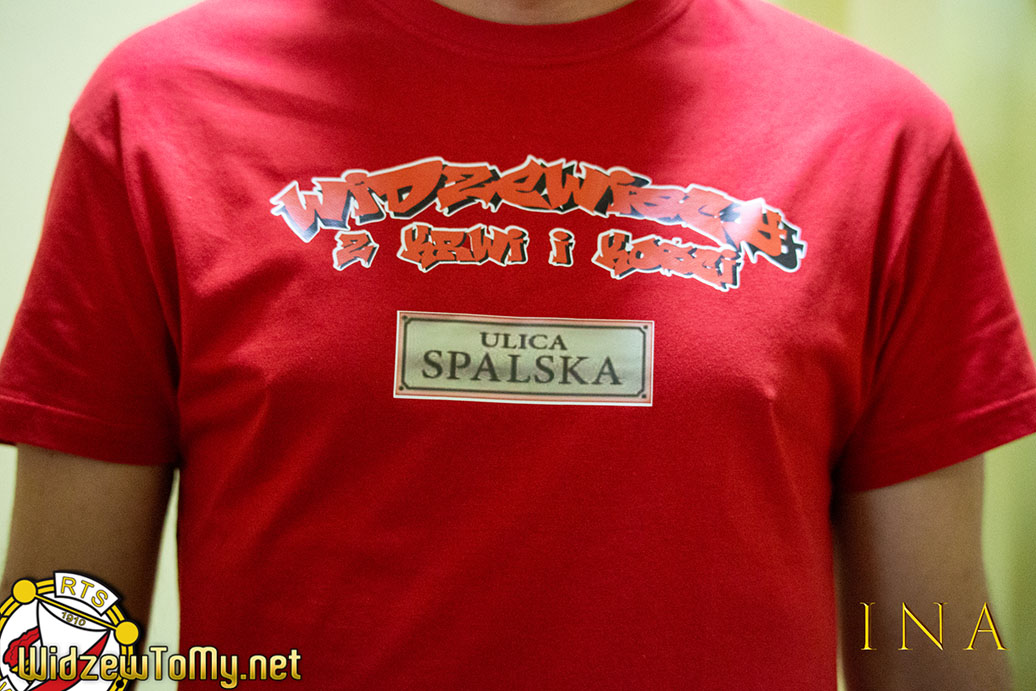 WIDZEWIACY
Z KRWI I KOŚCI
ULICA
SPALSKA
RTS
1910
WidzewToMy.net
INA